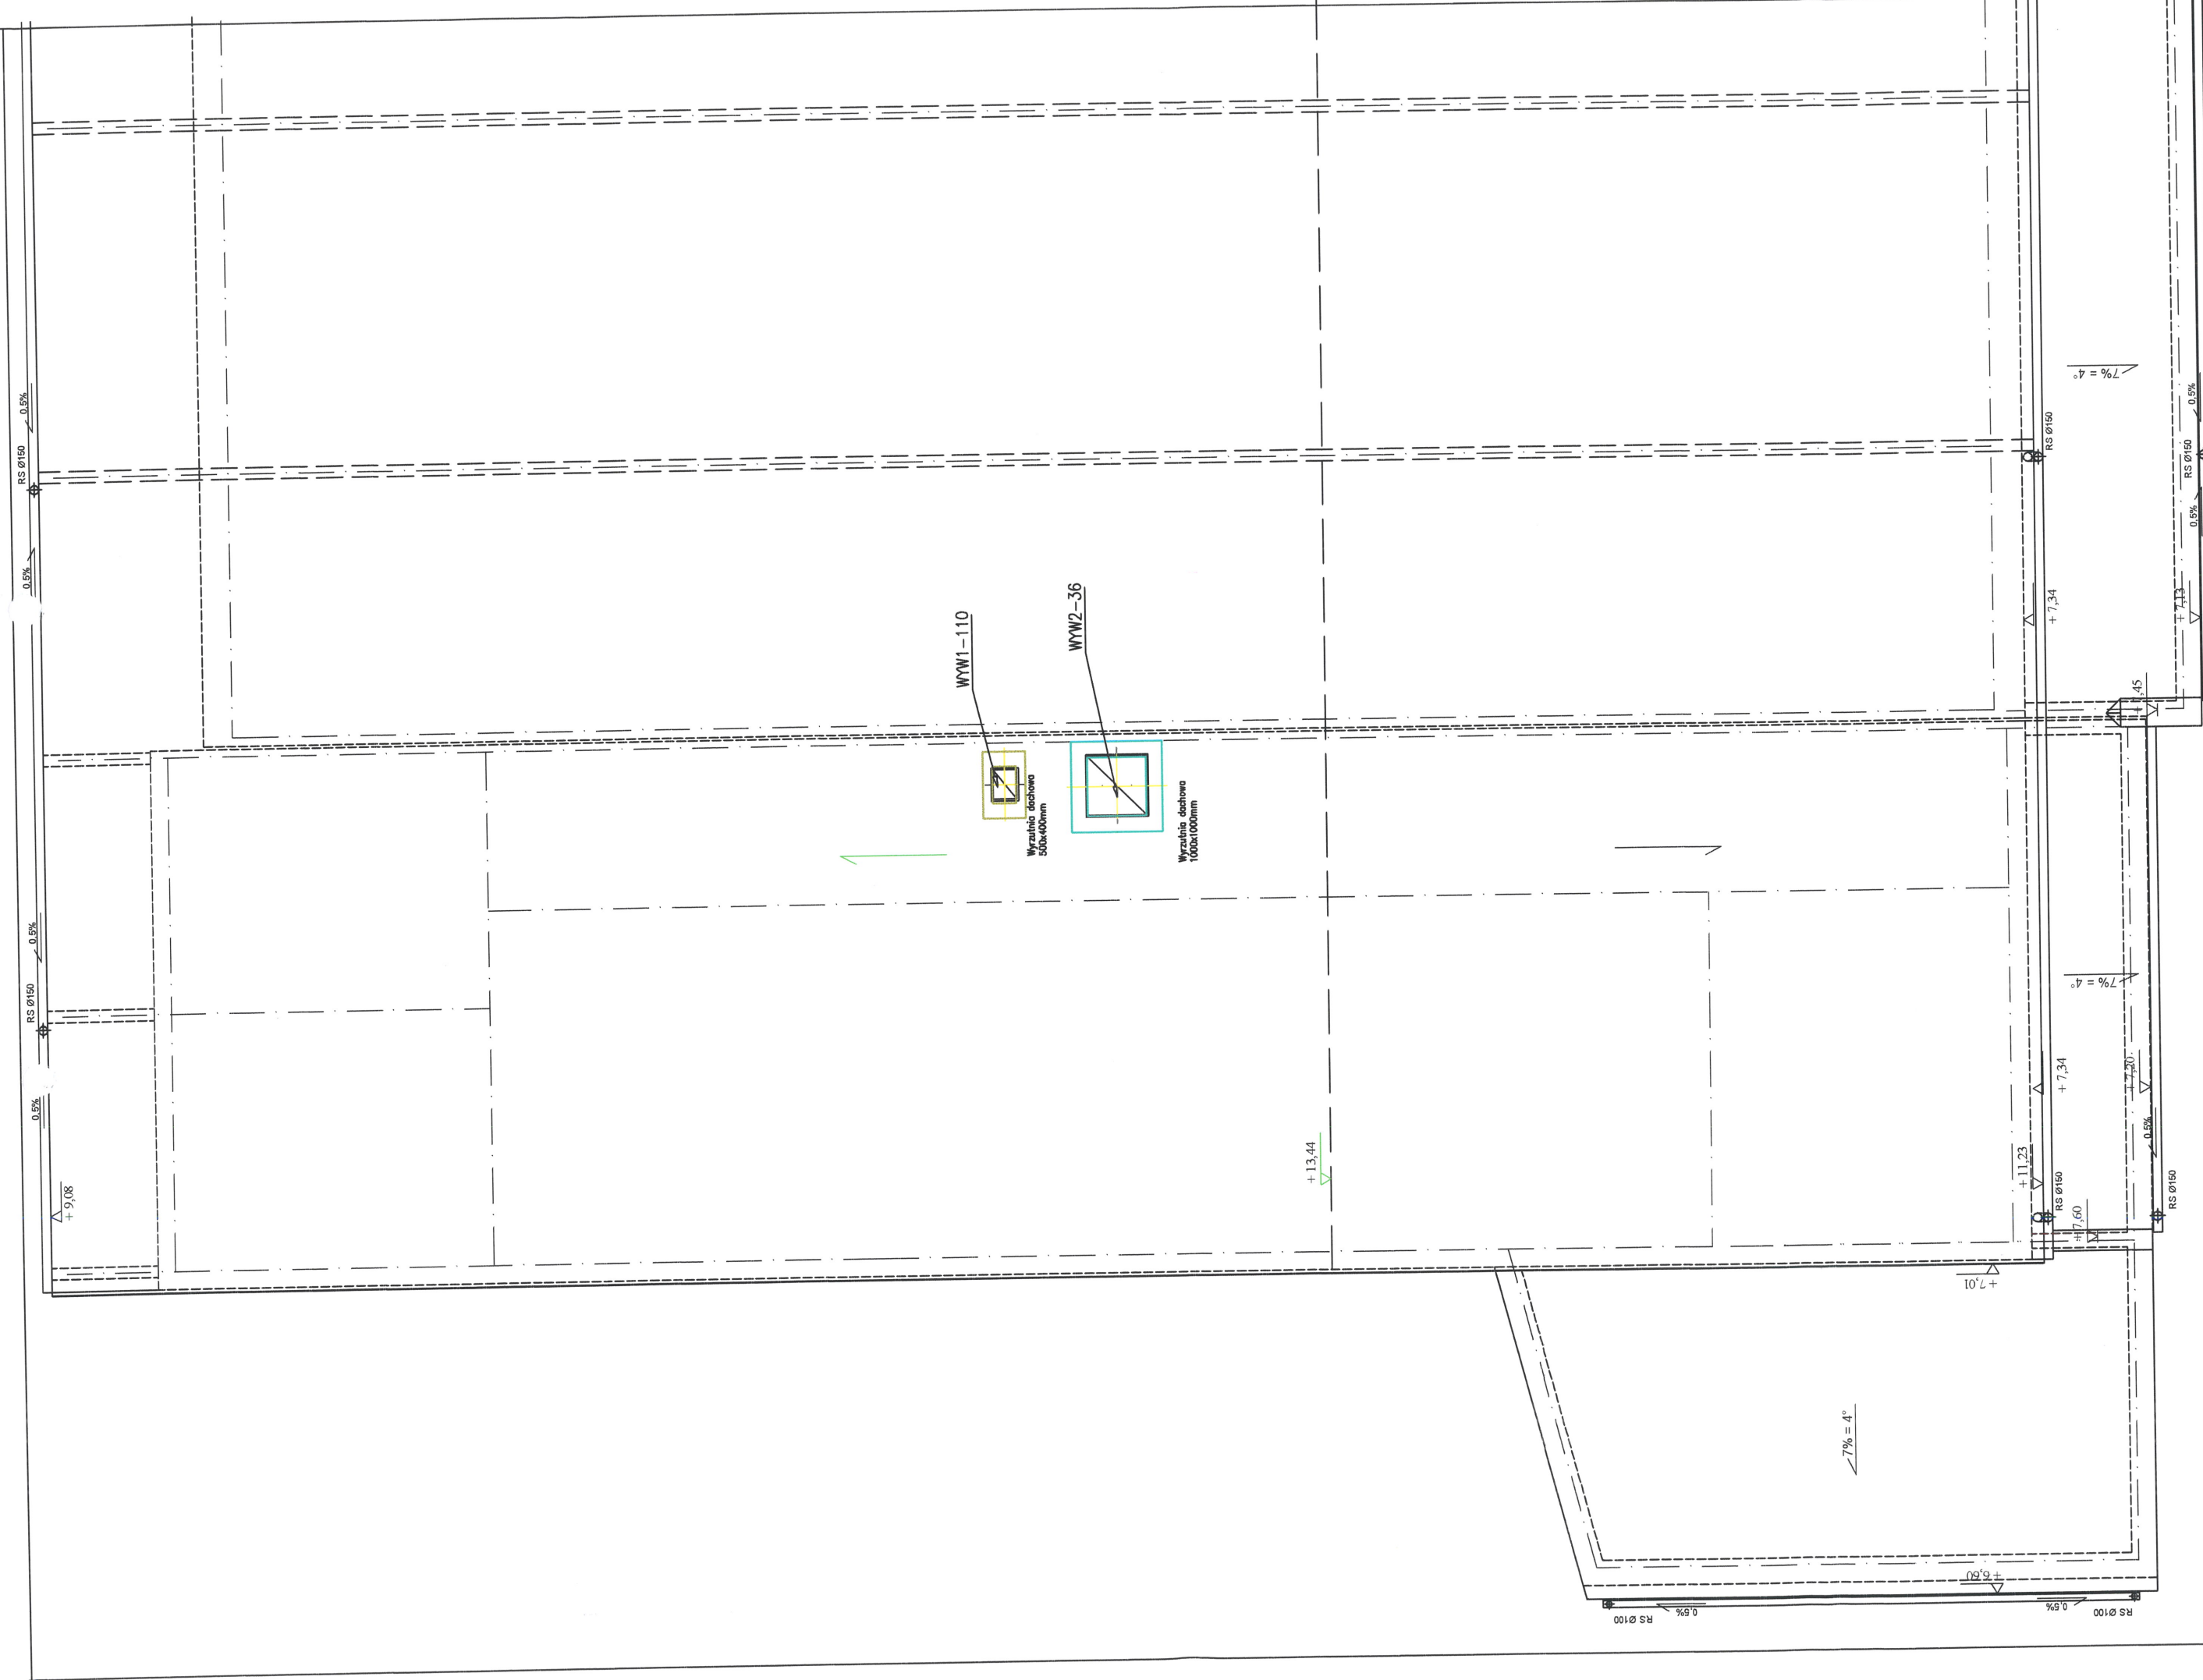 0.5%
RS Ø150
0.5%
0.5%
RS Ø150
0.5%
+ 9,08
WYW1-110
WYW2-36
Wyrzutnia dachowa
500x400mm
Wyrzutnia dachowa
1000x1000mm
+ 13,44
7% = 4°
RS Ø150
+ 7,34
0.5%
RS Ø150
0.5%
+ 7,13
,45
7% = 4°
+ 7,34
+ 7,20
0.5%
+ 11,23
RS Ø150
+7,60
RS Ø150
+ 7,01
7% = 4°
+ 6,60
0,5%
RS Ø100
0,5%
RS Ø100